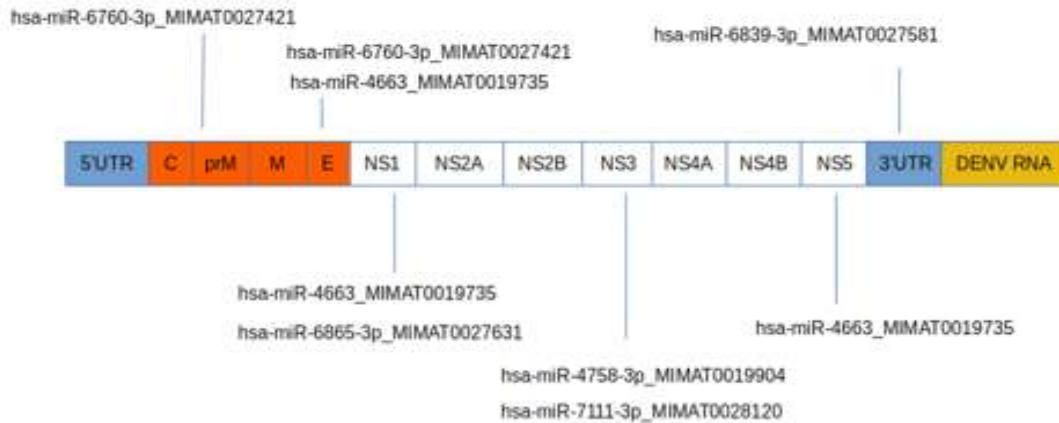 hsa-miR-6760-3p_MIMAT0027421
hsa-miR-6760-3p_MIMAT0027421
hsa-miR-4663_MIMAT0019735
hsa-miR-6839-3p_MIMAT0027581
5'UTR C prM M E NS1 NS2A NS2B NS3 NS4A NS4B NS5 3'UTR DENV RNA
hsa-miR-4663_MIMAT0019735
hsa-miR-6865-3p_MIMAT0027631
hsa-miR-4663_MIMAT0019735
hsa-miR-4758-3p_MIMAT0019904
hsa-miR-7111-3p_MIMAT0028120